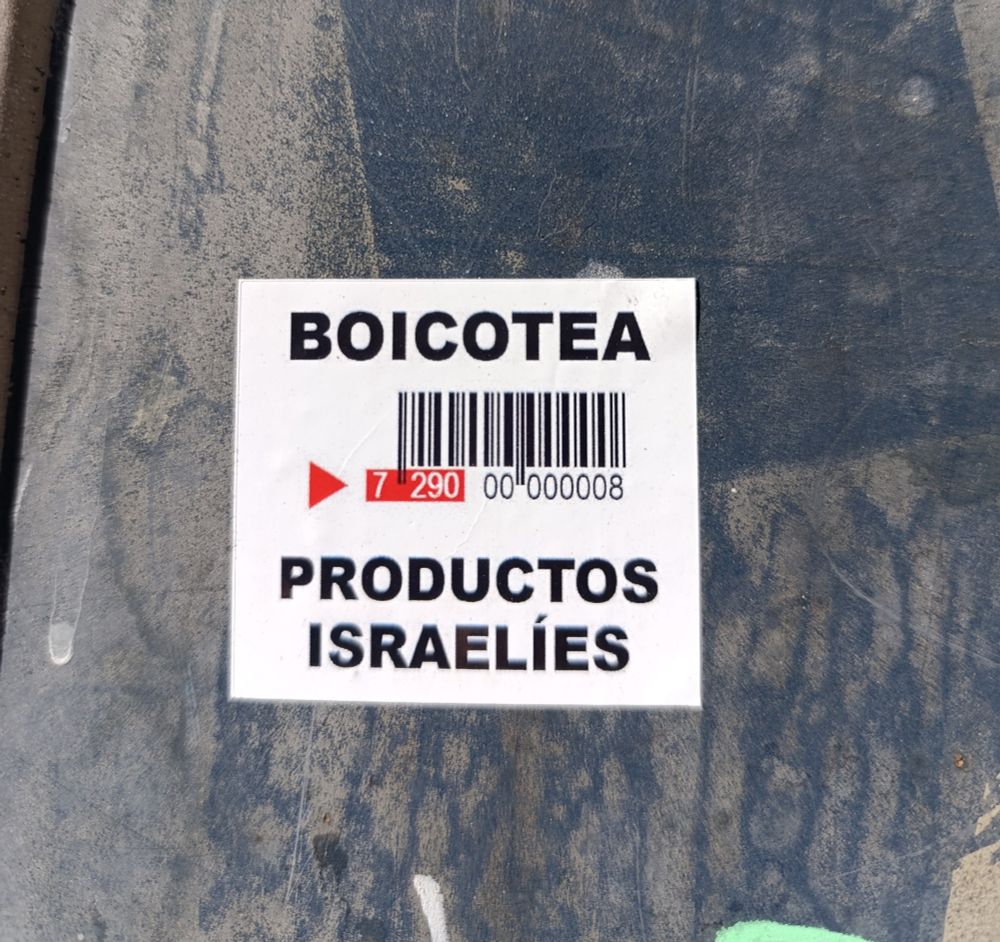 BOICOTEA
7 290 00 000008
PRODUCTOS
ISRAELÍES